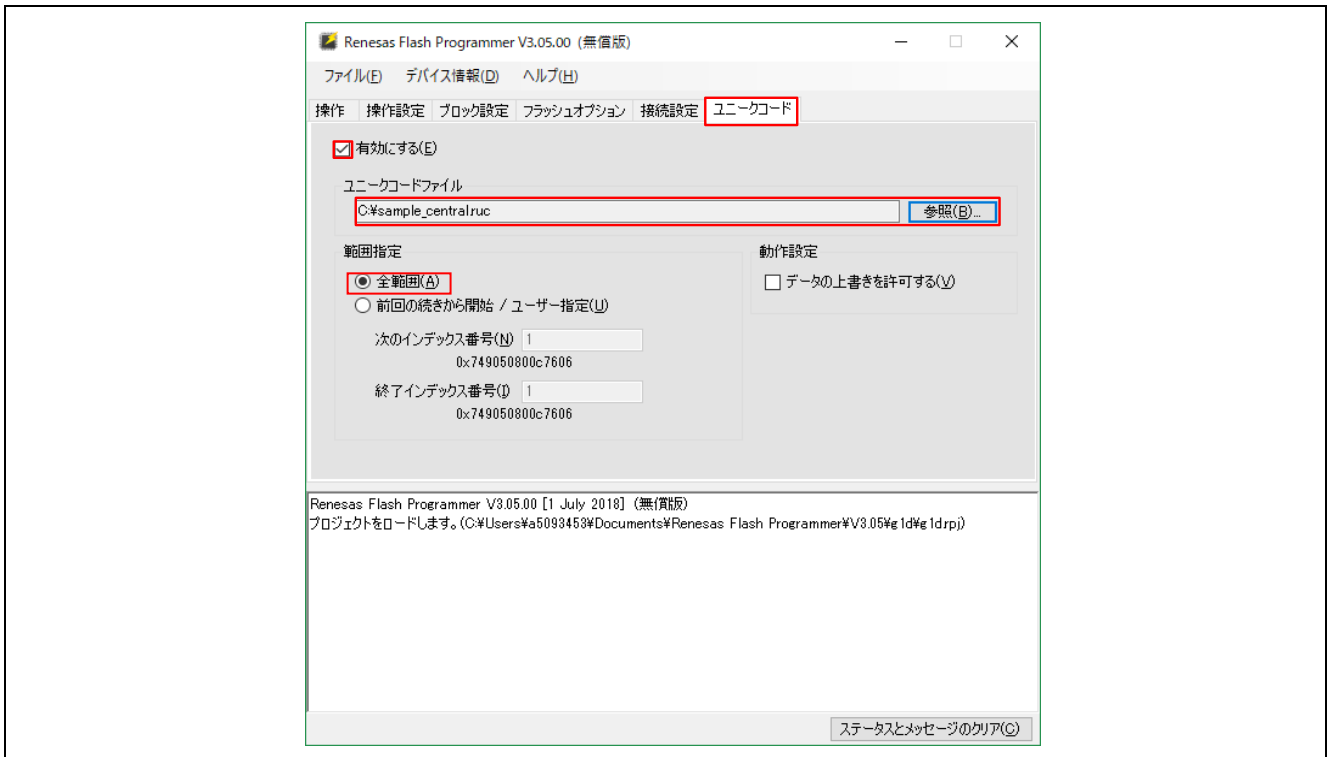 Renesas Flash Programmer V3.05.00 (無償版)
ファイル(F) デバイス情報(D) ヘルプ(H)
操作 操作設定 ブロック設定 フラッシュオプション 接続設定 ユニークコード
有効にする(E)
ユニークコードファイル
C:¥sample_central.ruc 参照(B)...
範囲指定
全範囲(A)
前回の続きから開始 / ユーザー指定(U)
次のインデックス番号(N) 1
0x749050800c7606
終了インデックス番号(I) 1
0x749050800c7606
動作設定
データの上書きを許可する(V)
Renesas Flash Programmer V3.05.00 [1 July 2018] (無償版)
プロジェクトをロードします。(C:¥Users¥a5093453¥Documents¥Renesas Flash Programmer¥V3.05¥g1d¥g1d.rpj)
ステータスとメッセージのクリア(C)